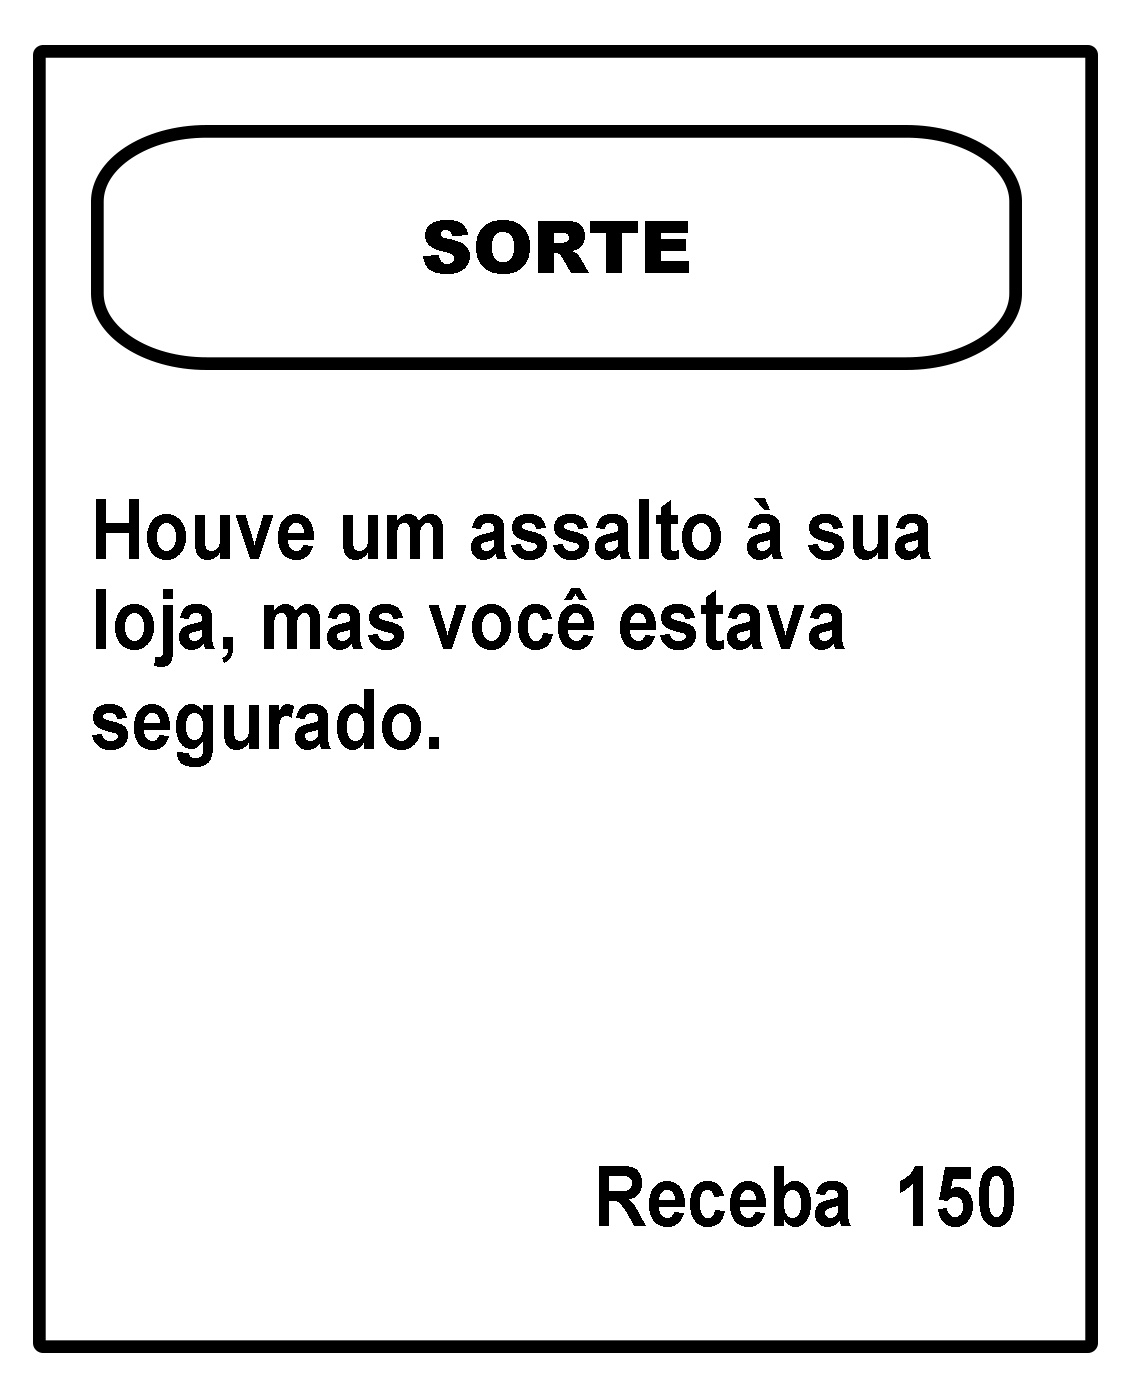 SORTE
Houve um assalto à sua
loja, mas você estava
segurado.
Receba 150